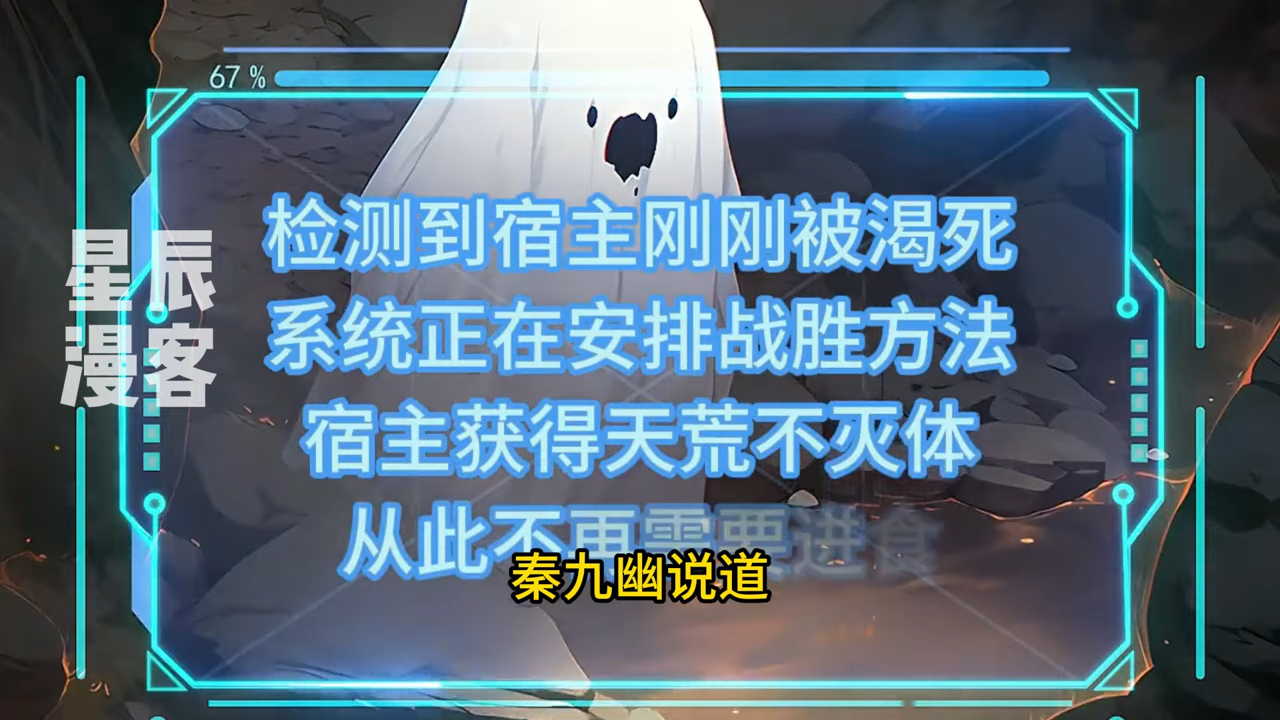 67 %
检测到宿主刚刚被渴死
系统正在安排战胜方法
宿主获得天荒不灭体
从此不再需要进食
秦九幽说道
星辰
漫客